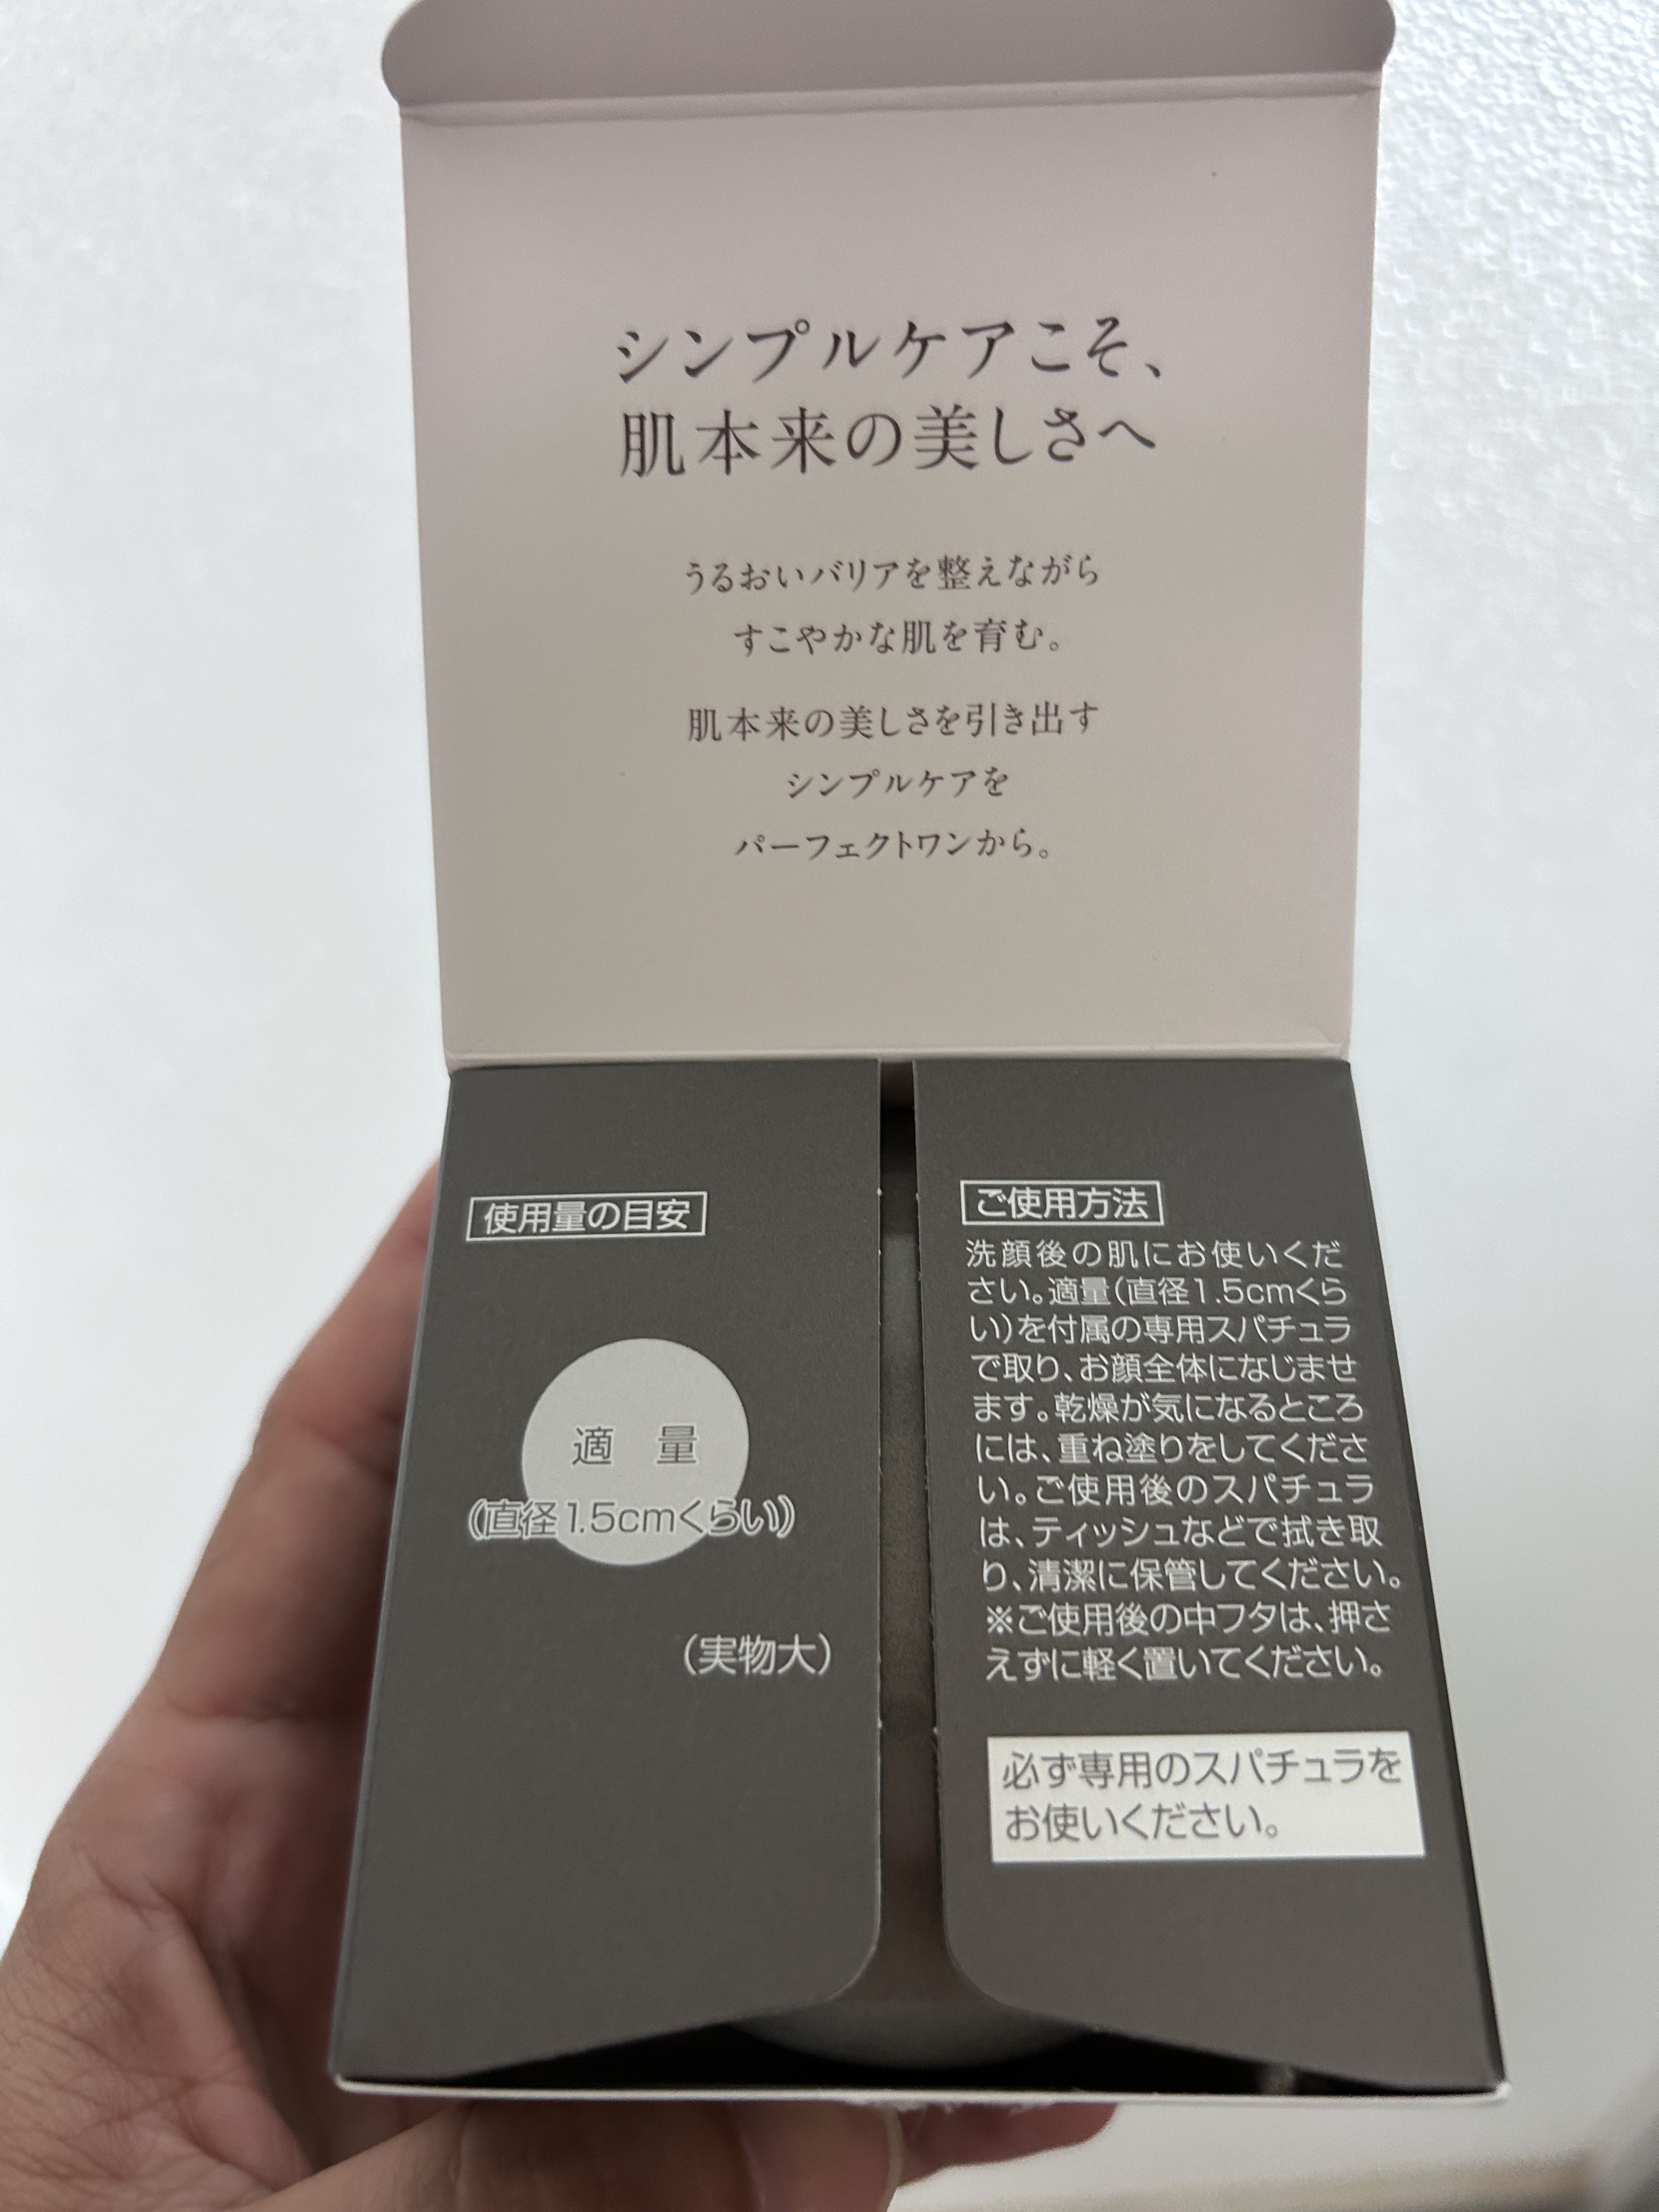 シンプルケアこそ、
肌本来の美しさへ
うるおいバリアを整えながら
すこやかな肌を育む。
肌本来の美しさを引き出す
シンプルケアを
パーフェクトワンから。
使用量の目安
適 量
(直径1.5cmくらい)
(実物大)
ご使用方法
洗顔後の肌にお使いくだ
さい。適量(直径1.5cmくら
い)を付属の専用スパチュラ
で取り、お顔全体になじませ
ます。乾燥が気になるところ
には、重ね塗りをしてくださ
い。ご使用後のスパチュラ
は、ティッシュなどで拭き取
り、清潔に保管してください。
※ご使用後の中フタは、押さ
えずに軽く置いてください。
必ず専用のスパチュラを
お使いください。